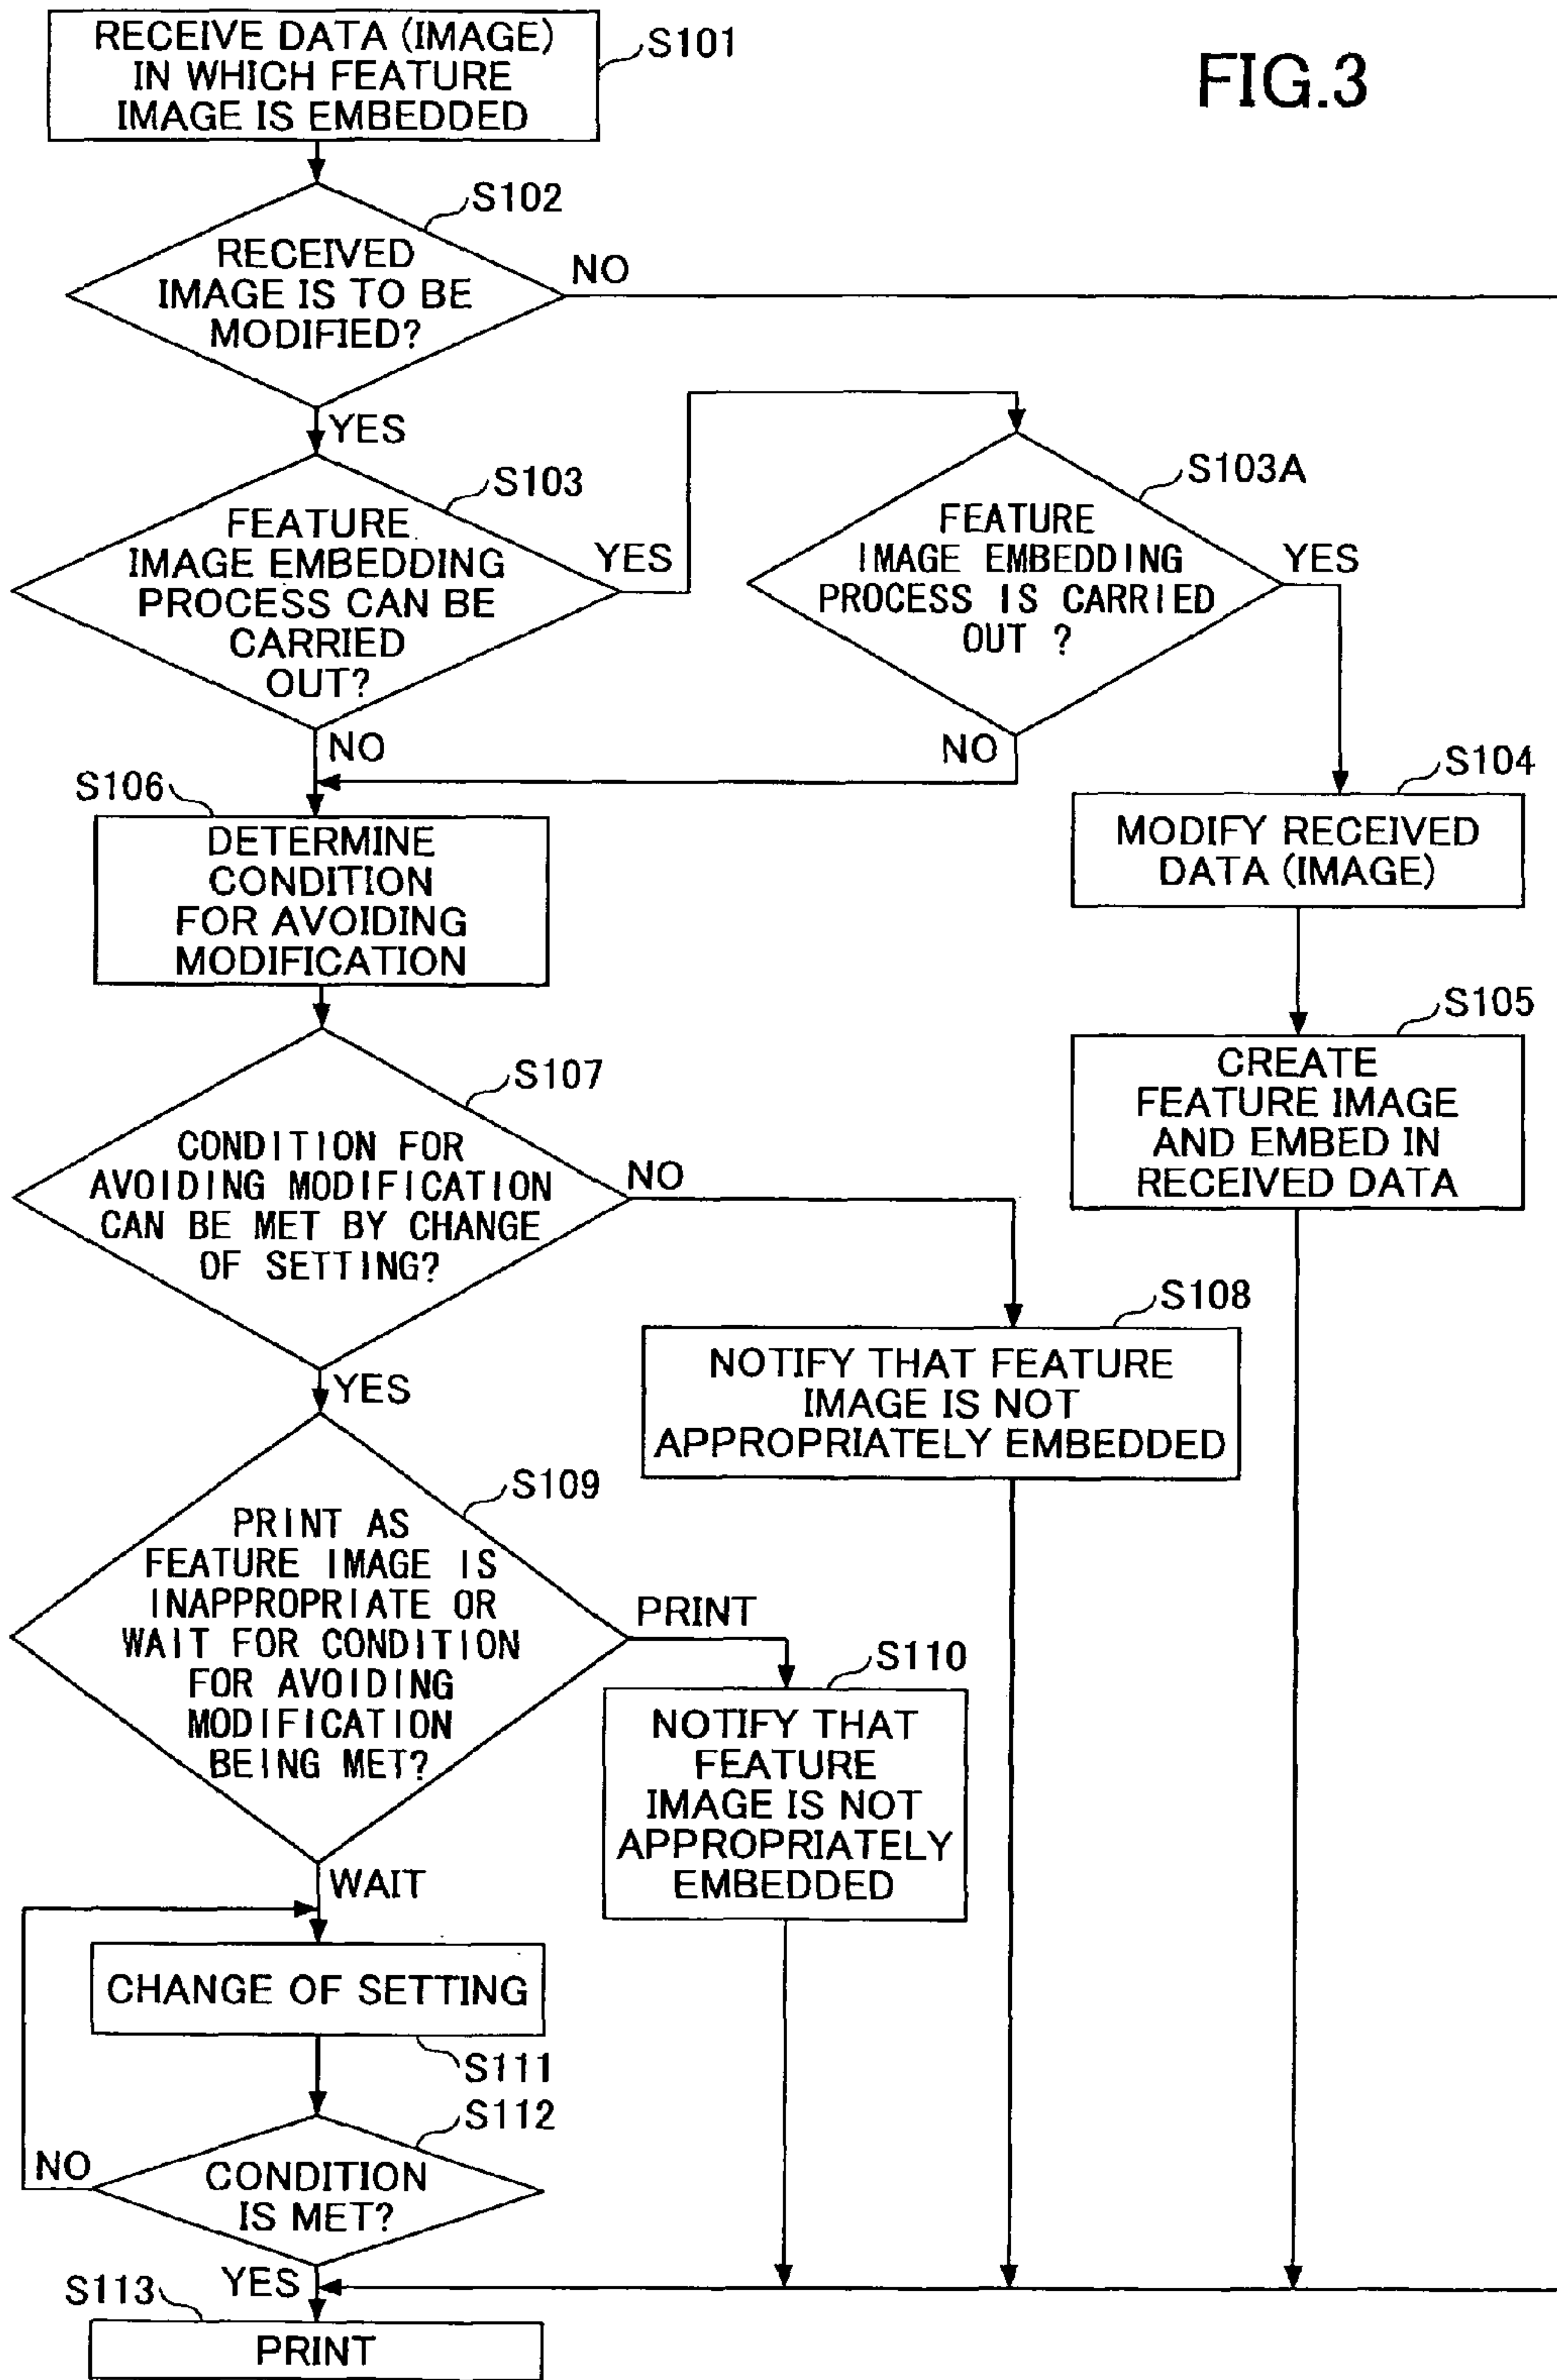 FIG.3
RECEIVE DATA (IMAGE)
IN WHICH FEATURE
IMAGE IS EMBEDDED
S101
S102
RECEIVED
IMAGE IS TO BE
MODIFIED?
NO
YES
S103
FEATURE
IMAGE EMBEDDING
PROCESS CAN BE
CARRIED
OUT?
YES
NO
S103A
FEATURE
IMAGE EMBEDDING
PROCESS IS CARRIED
OUT ?
YES
NO
S104
MODIFY RECEIVED
DATA (IMAGE)
S105
CREATE
FEATURE IMAGE
AND EMBED IN
RECEIVED DATA
S106
DETERMINE
CONDITION
FOR AVOIDING
MODIFICATION
S107
CONDITION FOR
AVOIDING MODIFICATION
CAN BE MET BY CHANGE
OF SETTING?
NO
YES
S108
NOTIFY THAT FEATURE
IMAGE IS NOT
APPROPRIATELY EMBEDDED
S109
PRINT AS
FEATURE IMAGE IS
INAPPROPRIATE OR
WAIT FOR CONDITION
FOR AVOIDING
MODIFICATION
BEING MET?
PRINT
WAIT
S110
NOTIFY THAT
FEATURE
IMAGE IS NOT
APPROPRIATELY
EMBEDDED
CHANGE OF SETTING
S111
S112
CONDITION
IS MET?
NO
YES
S113
PRINT